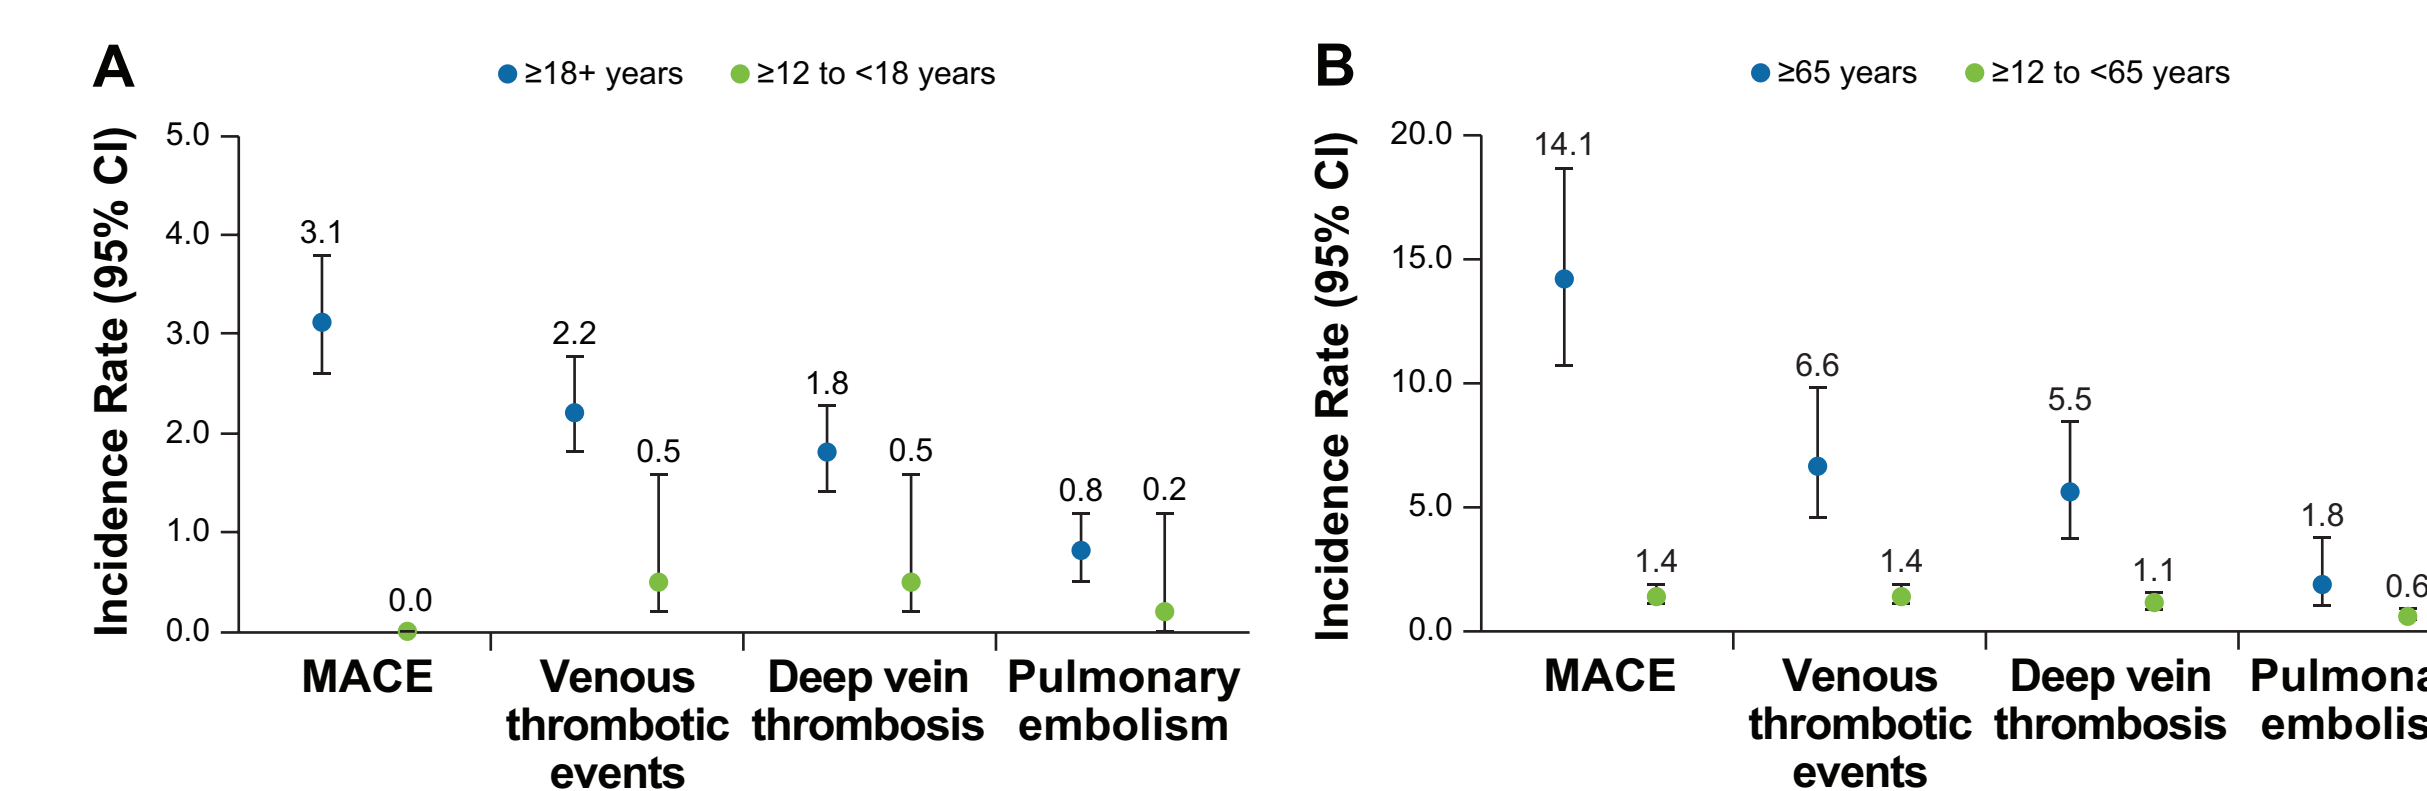 A
≥18+ years
≥12 to <18 years
Incidence Rate (95% CI)
5.0
4.0
3.0
2.0
1.0
0.0
3.1
0.0
2.2
0.5
1.8
0.5
0.8
0.2
MACE
Venous
thrombotic
events
Deep vein
thrombosis
Pulmonary
embolism
B
≥65 years
≥12 to <65 years
Incidence Rate (95% CI)
20.0
15.0
10.0
5.0
0.0
14.1
1.4
6.6
1.4
5.5
1.1
1.8
0.6
MACE
Venous
thrombotic
events
Deep vein
thrombosis
Pulmona
embolis